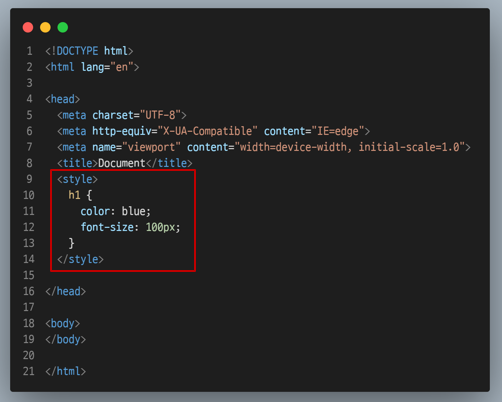 1 <!DOCTYPE html>
2 <html lang="en">
3
4 <head>
5 <meta charset="UTF-8">
6 <meta http-equiv="X-UA-Compatible" content="IE=edge">
7 <meta name="viewport" content="width=device-width, initial-scale=1.0">
8 <title>Document</title>
9 <style>
10 h1 {
11 color: blue;
12 font-size: 100px;
13 }
14 </style>
15
16 </head>
17
18 <body>
19 </body>
20
21 </html>